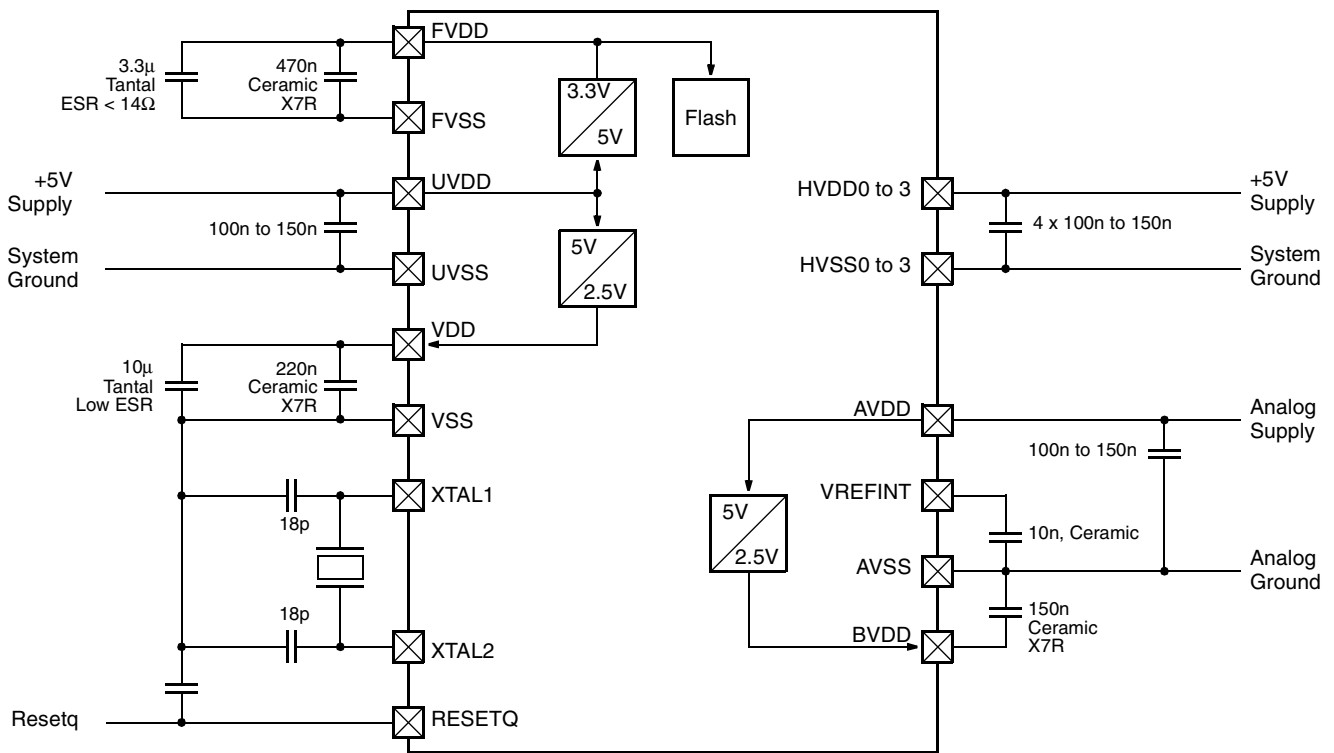 FVDD
3.3μ
Tantal
ESR < 14Ω
470n
Ceramic
X7R
3.3V
5V
Flash
FVSS
+5V
Supply
UVDD
100n to 150n
System
Ground
UVSS
5V
2.5V
HVDD0 to 3
+5V
Supply
4 x 100n to 150n
HVSS0 to 3
System
Ground
VDD
10μ
Tantal
Low ESR
220n
Ceramic
X7R
VSS
AVDD
Analog
Supply
100n to 150n
XTAL1
18p
VREFINT
5V
2.5V
10n, Ceramic
AVSS
Analog
Ground
18p
150n
Ceramic
X7R
XTAL2
BVDD
Resetq
RESETQ